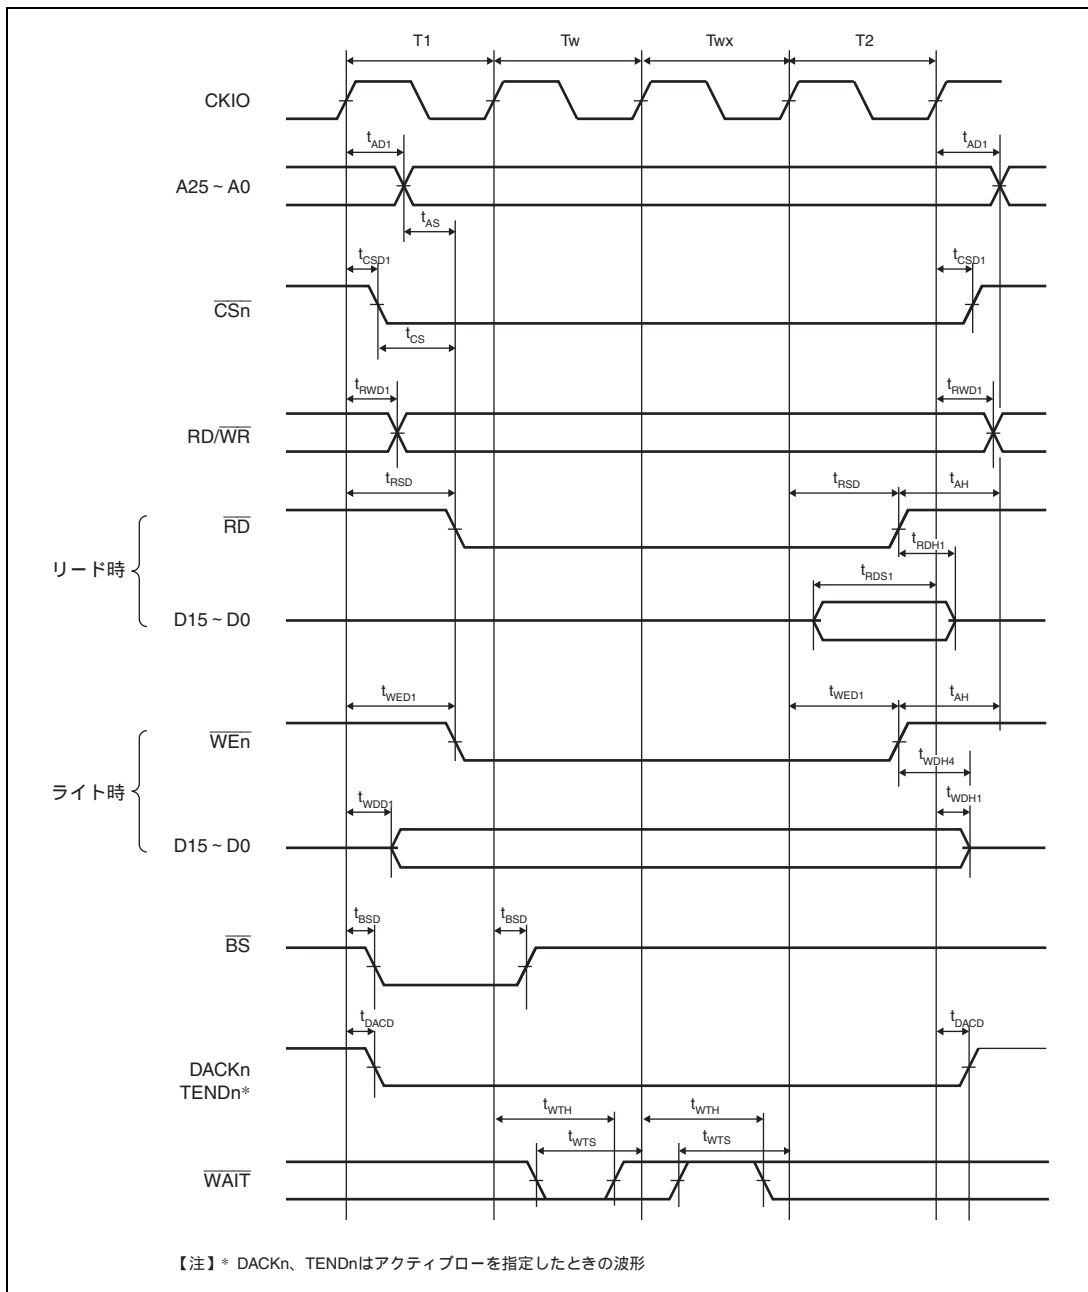 T1 Tw Twx T2
CKIO
tAD1 tAD1
A25 ~ A0
tAS
tCSD1 tCSD1
CSn
tCS
tRWD1 tRWD1
RD/WR
tRSD tRSD tAH
RD
tRDH1
リード時
tRDS1
D15 ~ D0
tWED1 tWED1 tAH
WEn
tWDH4
ライト時
tWDD1 tWDH1
D15 ~ D0
tBSD tBSD
BS
tDACD tDACD
DACKn
TENDn*
tWTH tWTH
tWTS tWTS
WAIT
【注】* DACKn、TENDnはアクティブローを指定したときの波形